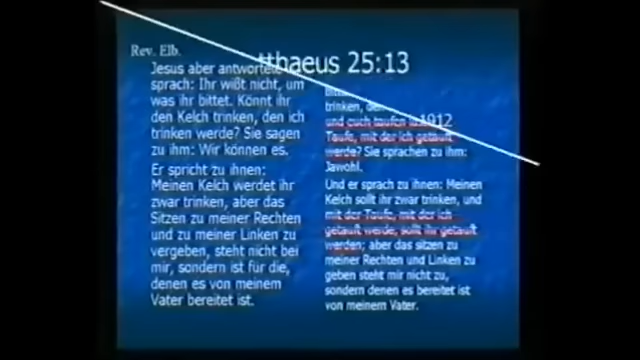 Rev. Elb.
tthaeus 25:13
Jesus aber antwortete
sprach: Ihr wißt nicht, um
was ihr bittet. Könnt ihr
den Kelch trinken, den ich
trinken werde? Sie sagen
zu ihm: Wir können es.
Er spricht zu ihnen:
Meinen Kelch werdet ihr
zwar trinken, aber das
Sitzen zu meiner Rechten
und zu meiner Linken zu
vergeben, steht nicht bei
mir, sondern ist für die,
denen es von meinem
Vater bereitet ist.
1912
trinken,
und euch taufen
Taufe, mit der ich getauft
werde? Sie sprachen zu ihm:
Jawohl.
Und er sprach zu ihnen: Meinen
Kelch sollt ihr zwar trinken, und
mit der Taufe, mit der ich
getauft werde, sollt ihr getauft
werden; aber das sitzen zu
meiner Rechten und Linken zu
geben steht mir nicht zu,
sondern denen es bereitet ist
von meinem Vater.